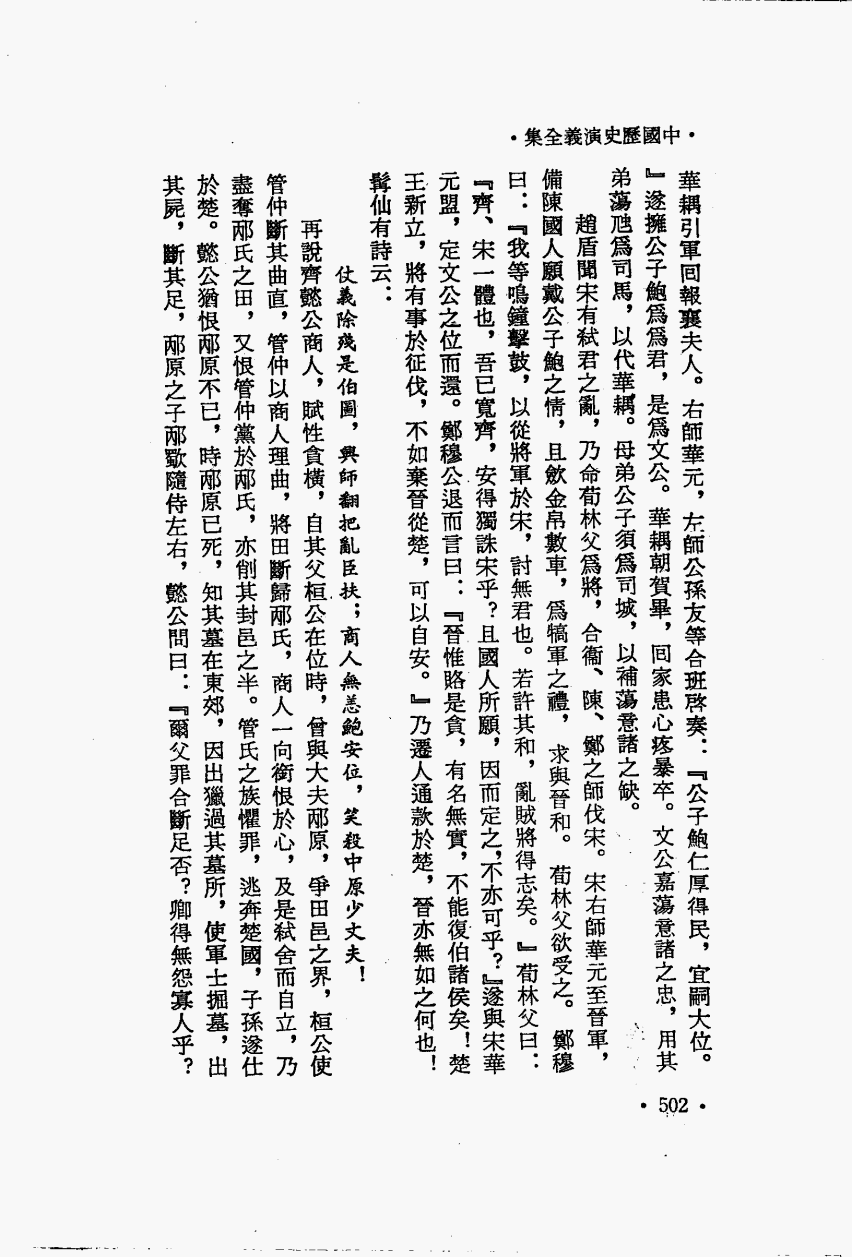 •中國歷史演義全集•
華耦引軍回報襄夫人。右師華元，左師公孫友等合班啓奏：『公子鮑仁厚得民，宜嗣大位。
』遂擁公子鮑爲爲君，是爲文公。華耦朝賀畢，回家患心疼暴卒。文公嘉蕩意諸之忠，用其
弟蕩虺爲司馬，以代華耦。母弟公子須爲司城，以補蕩意諸之缺。
趙盾聞宋有弒君之亂，乃命荀林父爲將，合衞、陳、鄭之師伐宋。宋右師華元至晉軍，
備陳國人願戴公子鮑之情，且斂金帛數車，爲犒軍之禮，求與晉和。荀林父欲受之。鄭穆
曰：『我等鳴鐘擊鼓，以從將軍於宋，討無君也。若許其和，亂賊將得志矣。』荀林父曰：
『齊、宋一體也，吾已寬齊，安得獨誅宋乎？且國人所願，因而定之，不亦可乎？』遂與宋華
元盟，定文公之位而還。鄭穆公退而言曰：『晉惟賂是貪，有名無實，不能復伯諸侯矣！楚
王新立，將有事於征伐，不如棄晉從楚，可以自安。』乃遷人通款於楚，晉亦無如之何也！
髯仙有詩云：
仗義除殘是伯圖，興師翻把亂臣扶；商人無恙鮑安位，笑殺中原少丈夫！
再說齊懿公商人，賦性貪橫，自其父桓公在位時，曾與大夫邴原，爭田邑之界，桓公使
管仲斷其曲直，管仲以商人理曲，將田斷歸邴氏，商人一向銜恨於心，及是弒舍而自立，乃
盡奪邴氏之田，又恨管仲黨於邴氏，亦削其封邑之半。管氏之族懼罪，逃奔楚國，子孫遂仕
於楚。懿公猶恨邴原不已，時邴原已死，知其墓在東郊，因出獵過其墓所，使軍士掘墓，出
其屍，斷其足，邴原之子邴歜隨侍左右，懿公問曰：『爾父罪合斷足否？卿得無怨寡人乎？
• 502 •